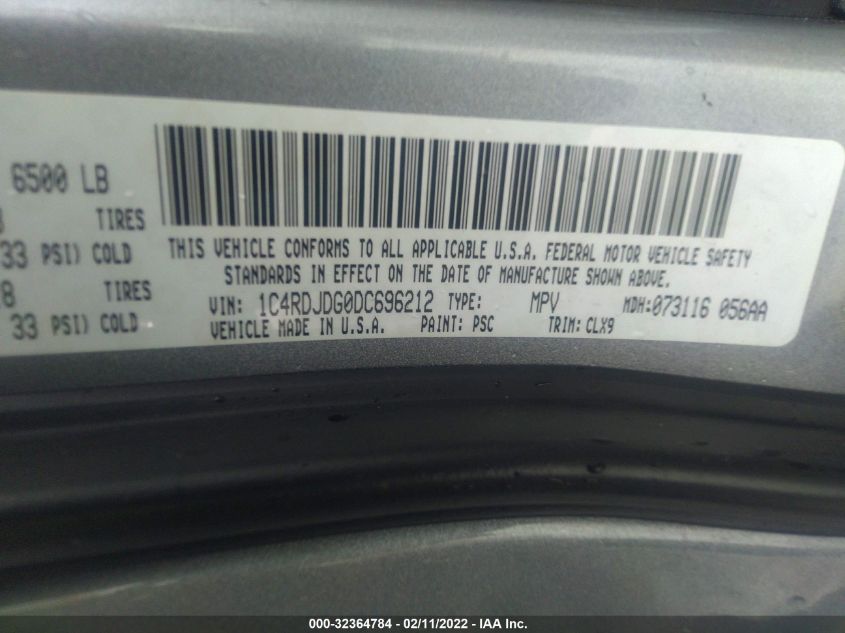 6500 LB
TIRES
33 PSI) COLD
8 TIRES
33 PSI) COLD
THIS VEHICLE CONFORMS TO ALL APPLICABLE U.S.A. FEDERAL MOTOR VEHICLE SAFETY
STANDARDS IN EFFECT ON THE DATE OF MANUFACTURE SHOWN ABOVE.
VIN: 1C4RDJDG0DC696212 TYPE: MPV MDH:073116 056AA
VEHICLE MADE IN U.S.A. PAINT: PSC TRIM: CLX9
000-32364784 - 02/11/2022 - IAA Inc.